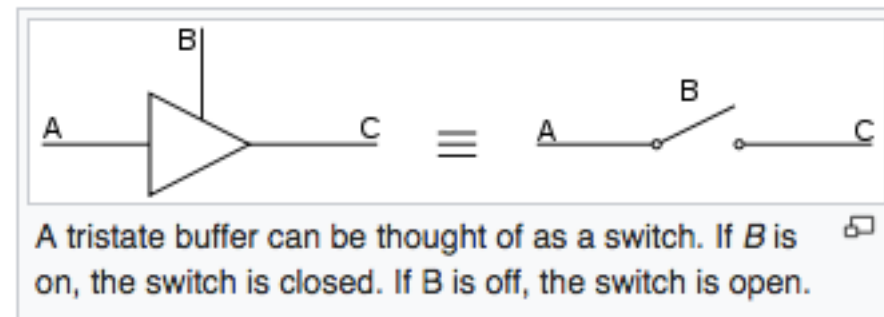 B
A C ≡ A B C
A tristate buffer can be thought of as a switch. If B is
on, the switch is closed. If B is off, the switch is open.